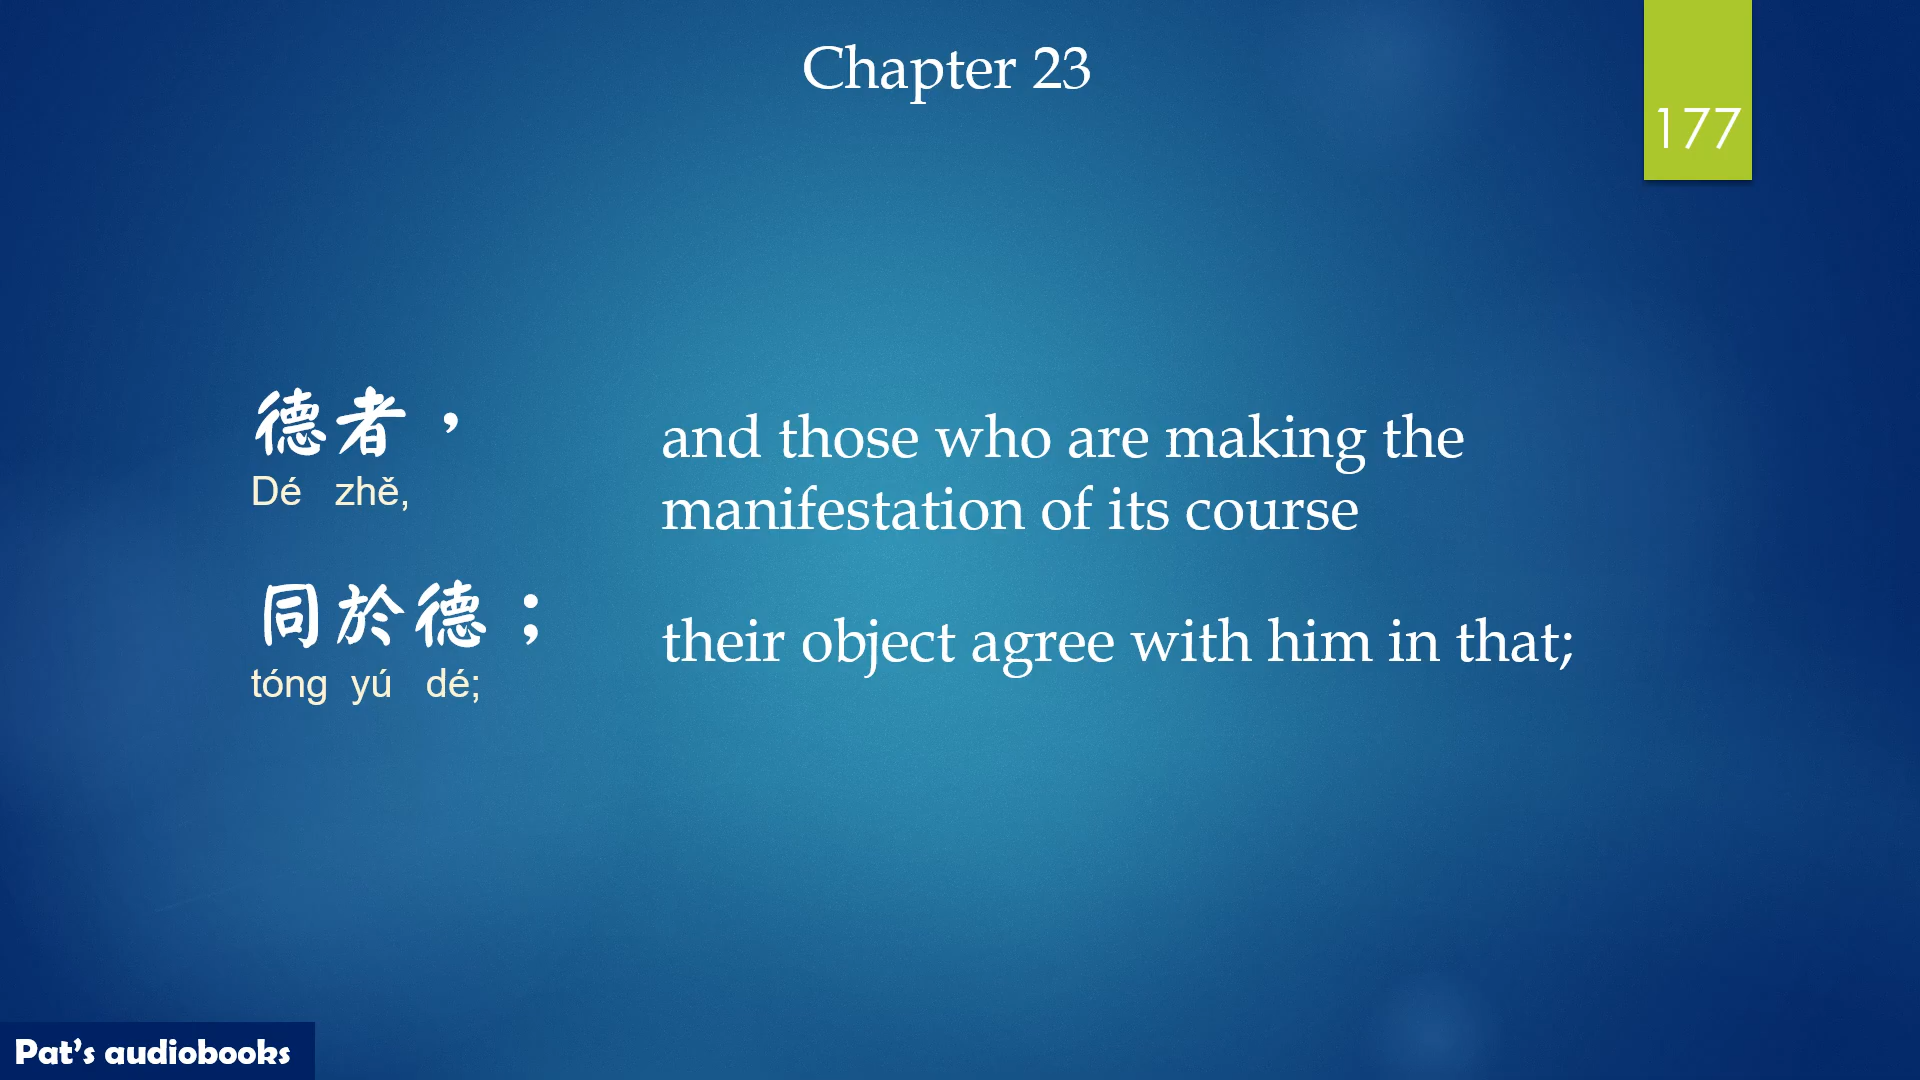 Chapter 23
177
德者，
Dé zhě,
and those who are making the
manifestation of its course
同於德；
tóng yú dé;
their object agree with him in that;
Pat's audiobooks